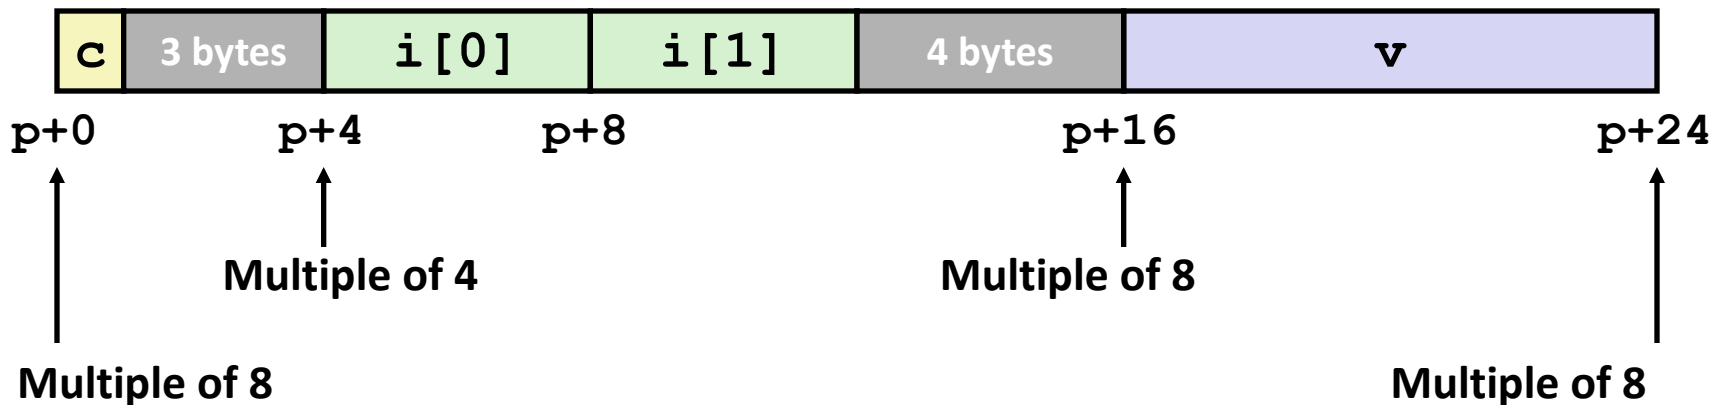 c 3 bytes i[0] i[1] 4 bytes v
p+0 p+4 p+8 p+16 p+24
Multiple of 4 Multiple of 8
Multiple of 8 Multiple of 8